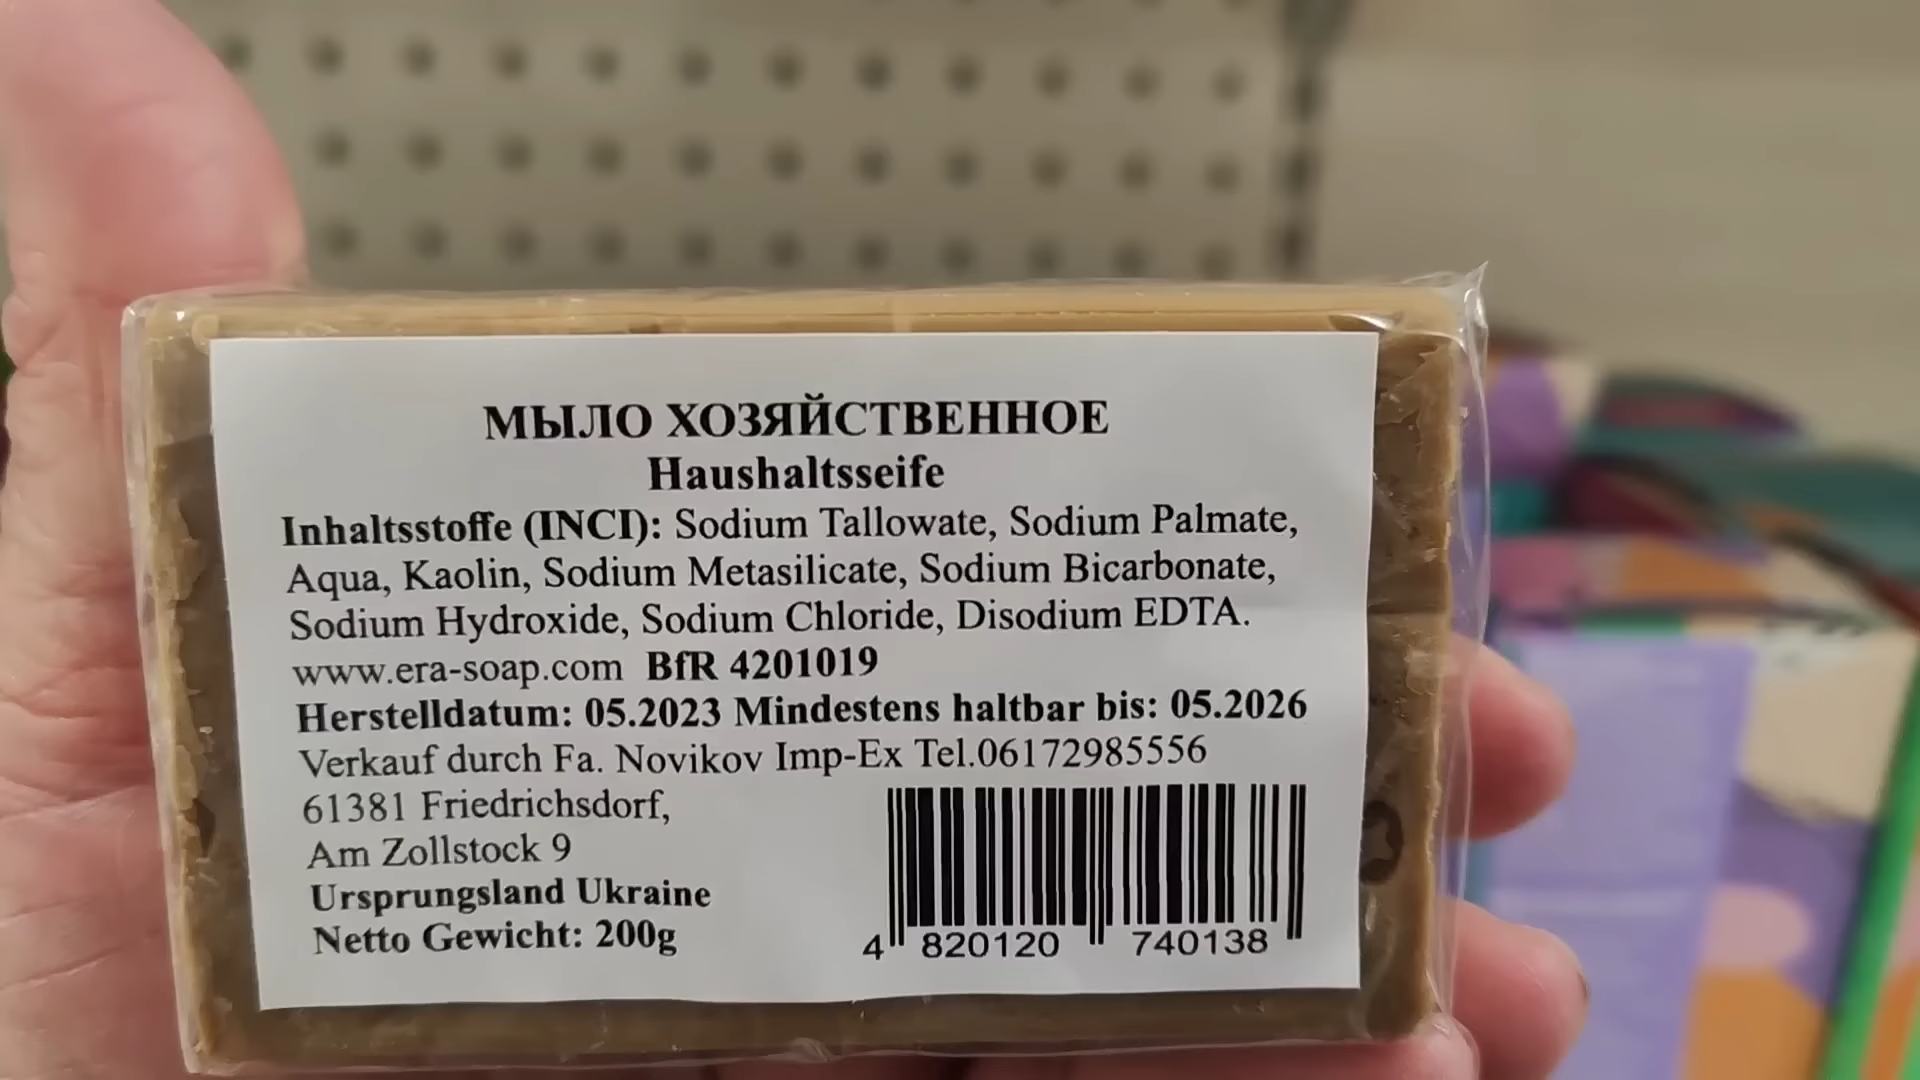 МЫЛО ХОЗЯЙСТВЕННОЕ
Haushaltsseife
Inhaltsstoffe (INCI): Sodium Tallowate, Sodium Palmate,
Aqua, Kaolin, Sodium Metasilicate, Sodium Bicarbonate,
Sodium Hydroxide, Sodium Chloride, Disodium EDTA.
www.era-soap.com BfR 4201019
Herstelldatum: 05.2023 Mindestens haltbar bis: 05.2026
Verkauf durch Fa. Novikov Imp-Ex Tel.06172985556
61381 Friedrichsdorf,
Am Zollstock 9
Ursprungsland Ukraine
Netto Gewicht: 200g
4 820120 740138